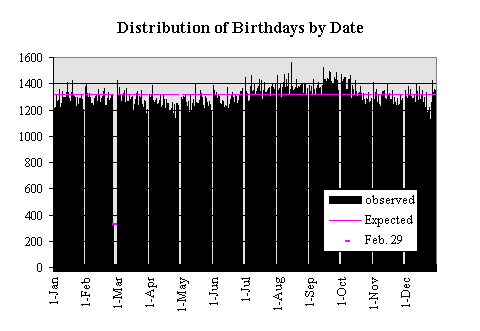 Distribution of Birthdays by Date
1600
1400
1200
1000
800
600
400
200
0
observed
Expected
Feb. 29
1-Jan
1-Feb
1-Mar
1-Apr
1-May
1-Jun
1-Jul
1-Aug
1-Sep
1-Oct
1-Nov
1-Dec